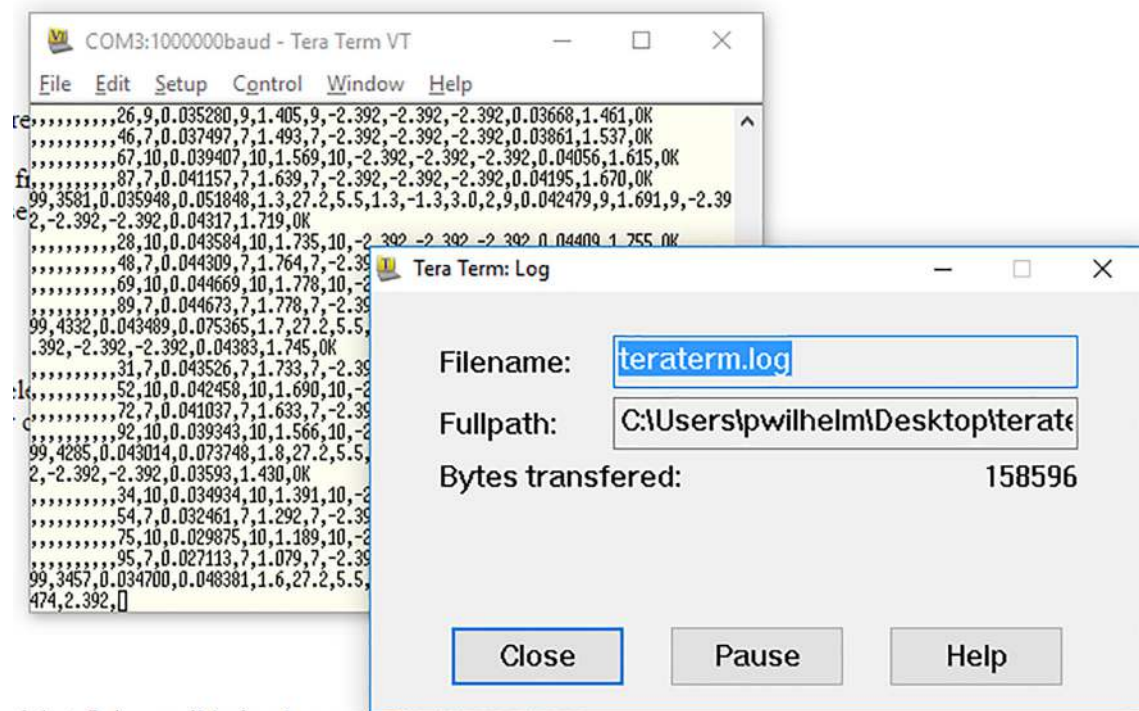 COM3:1000000baud - Tera Term VT
File Edit Setup Control Window Help
,,,,,,,,,,26,9,0.035280,9,1.405,9,-2.392,-2.392,-2.392,0.03668,1.461,OK
,,,,,,,,,,46,7,0.037497,7,1.493,7,-2.392,-2.392,-2.392,0.03861,1.537,OK
,,,,,,,,,,67,10,0.039407,10,1.569,10,-2.392,-2.392,-2.392,0.04056,1.615,OK
,,,,,,,,,,87,7,0.041157,7,1.639,7,-2.392,-2.392,-2.392,0.04195,1.670,OK
99,3581,0.035948,0.051848,1.3,27.2,5.5,1.3,-1.3,3.0,2,9,0.042479,9,1.691,9,-2.39
2,-2.392,-2.392,0.04317,1.719,OK
,,,,,,,,,,28,10,0.043584,10,1.735,10,-2.392,-2.392,-2.392,0.04409,1.755,OK
,,,,,,,,,,48,7,0.044309,7,1.764,7,-2.39
,,,,,,,,,,69,10,0.044669,10,1.778,10,-2
,,,,,,,,,,89,7,0.044673,7,1.778,7,-2.39
99,4332,0.043489,0.075365,1.7,27.2,5.5,
.392,-2.392,-2.392,0.04383,1.745,OK
,,,,,,,,,,31,7,0.043526,7,1.733,7,-2.39
,,,,,,,,,,52,10,0.042458,10,1.690,10,-2
,,,,,,,,,,72,7,0.041037,7,1.633,7,-2.39
,,,,,,,,,,92,10,0.039343,10,1.566,10,-2
99,4285,0.043014,0.073748,1.8,27.2,5.5,
2,-2.392,-2.392,0.03593,1.430,OK
,,,,,,,,,,34,10,0.034934,10,1.391,10,-2
,,,,,,,,,,54,7,0.032461,7,1.292,7,-2.39
,,,,,,,,,,75,10,0.029875,10,1.189,10,-2
,,,,,,,,,,95,7,0.027113,7,1.079,7,-2.39
99,3457,0.034700,0.048381,1.6,27.2,5.5,
474,2.392,
Tera Term: Log
Filename: teraterm.log
Fullpath: C:\Users\pwilhelm\Desktop\terate
Bytes transfered: 158596
Close Pause Help